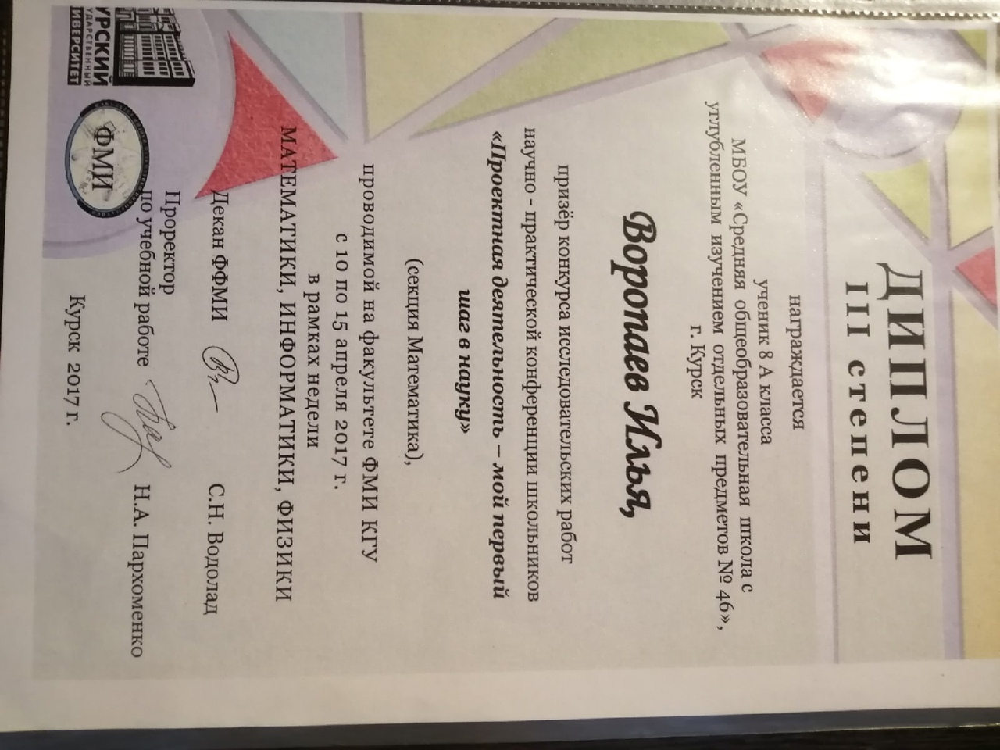 ДИПЛОМ
III степени
награждается
ученик 8 А класса
МБОУ «Средняя общеобразовательная школа с
углубленным изучением отдельных предметов № 46»,
г. Курск
Воропаев Илья,
призёр конкурса исследовательских работ
научно - практической конференции школьников
«Проектная деятельность – мой первый
шаг в науку»
(секция Математика),
проводимой на факультете ФМИ КГУ
с 10 по 15 апреля 2017 г.
в рамках недели
МАТЕМАТИКИ, ИНФОРМАТИКИ, ФИЗИКИ
Декан ФФМИ С.Н. Водолад
Проректор
по учебной работе Н.А. Пархоменко
Курск 2017 г.
УРСКИЙ
УДАРСТВЕННЫЙ
ИВЕРСИТЕТ
ФМИ